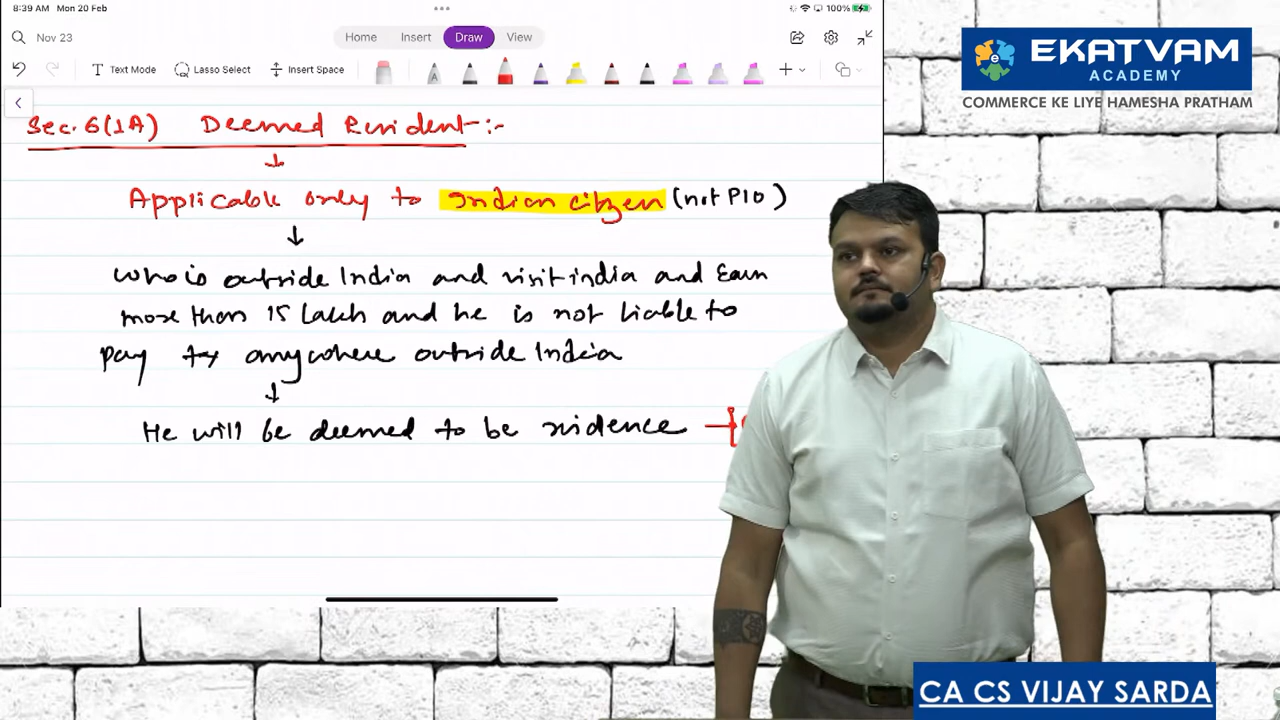 8:39 AM Mon 20 Feb
100%
Nov 23
Home Insert Draw View
Text Mode Lasso Select Insert Space
Sec. 6(1A) Deemed Resident :-
Applicable only to Indian citizen (not PIO)
who is outside India and visit india and Earn
more than 15 Lakh and he is not liable to
pay tax anywhere outside India
He will be deemed to be
EKATVAM
ACADEMY
COMMERCE KE LIYE HAMESHA PRATHAM
CA CS VIJAY SARDA